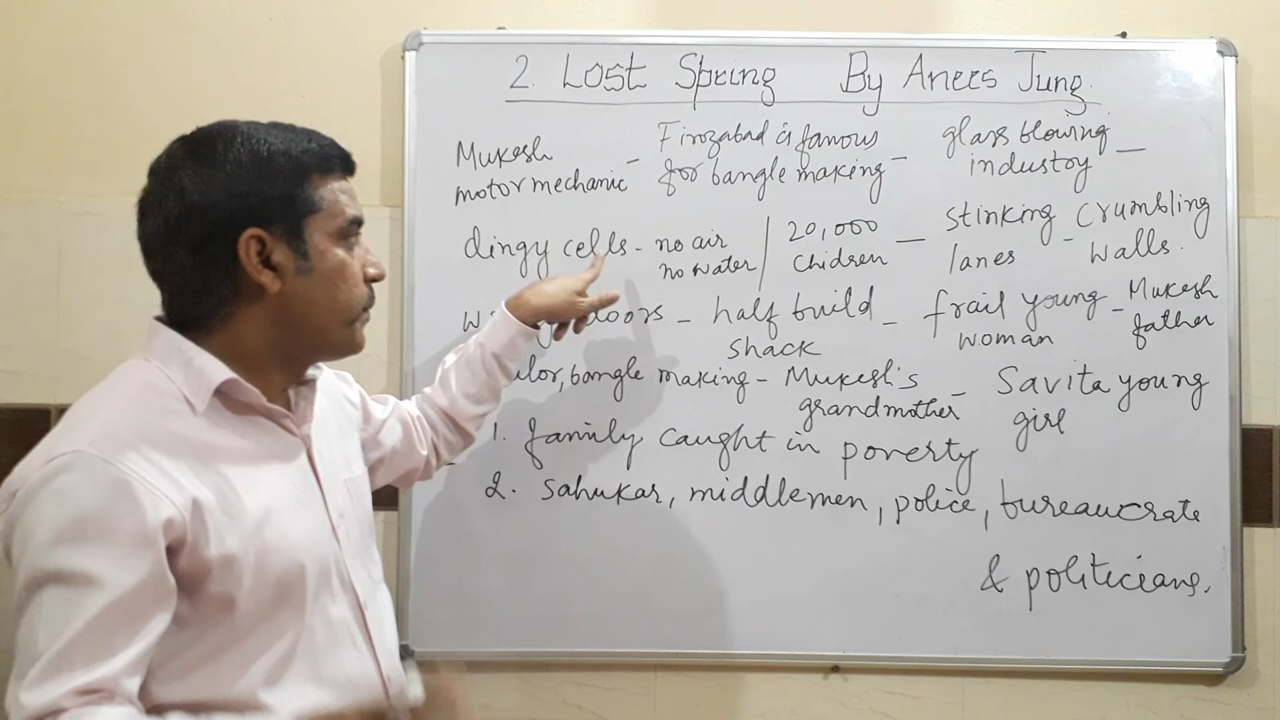 2. Lost Spring By Anees Jung.
Mukesh motor mechanic - Firozabad is famous for bangle making - glass blowing industry -
dingy cells - no air no water / 20,000 Chidren - stinking lanes - crumbling walls.
doors - half build shack - frail young woman - Mukesh father
bangle making - Mukesh's grandmother - Savita young girl
1. family caught in poverty
2. Sahukar, middlemen, police, bureaucrate
& politicians.